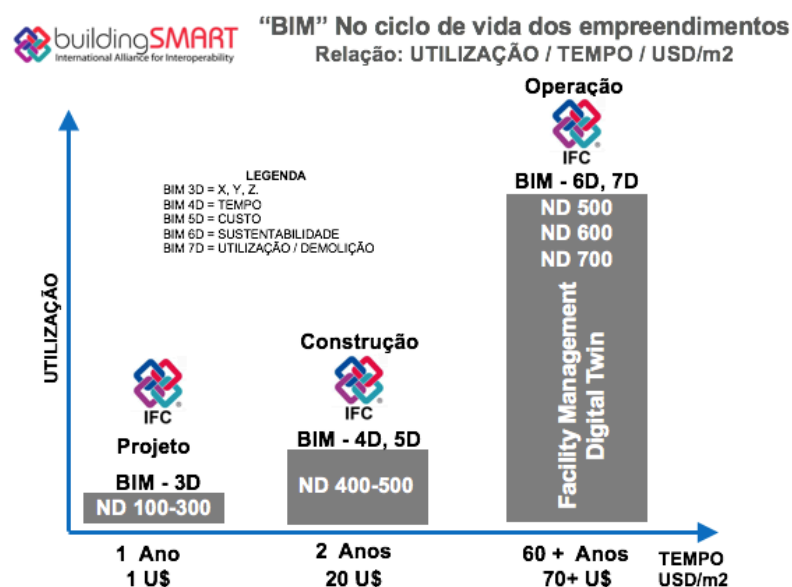 buildingSMART
International Alliance for Interoperability
“BIM” No ciclo de vida dos empreendimentos
Relação: UTILIZAÇÃO / TEMPO / USD/m2
Operação
IFC
BIM - 6D, 7D
ND 500
ND 600
ND 700
Facility Management
Digital Twin
LEGENDA
BIM 3D = X, Y, Z.
BIM 4D = TEMPO
BIM 5D = CUSTO
BIM 6D = SUSTENTABILIDADE
BIM 7D = UTILIZAÇÃO / DEMOLIÇÃO
UTILIZAÇÃO
Construção
IFC
BIM - 4D, 5D
ND 400-500
IFC
Projeto
BIM - 3D
ND 100-300
1 Ano
1 U$
2 Anos
20 U$
60 + Anos
70+ U$
TEMPO
USD/m2